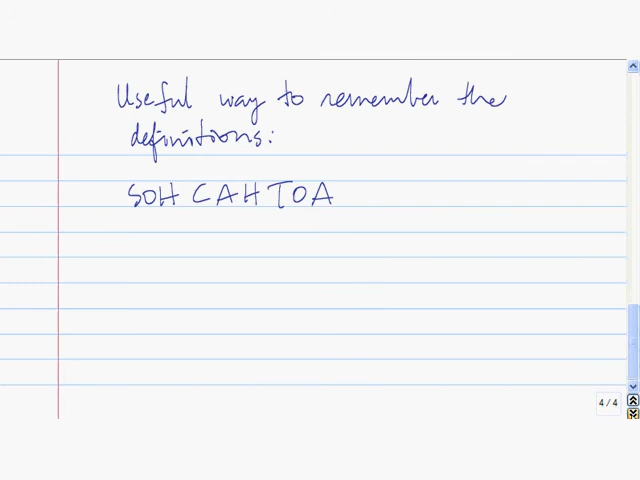 Useful way to remember the
definitions:
SOH CAH TOA
4/4